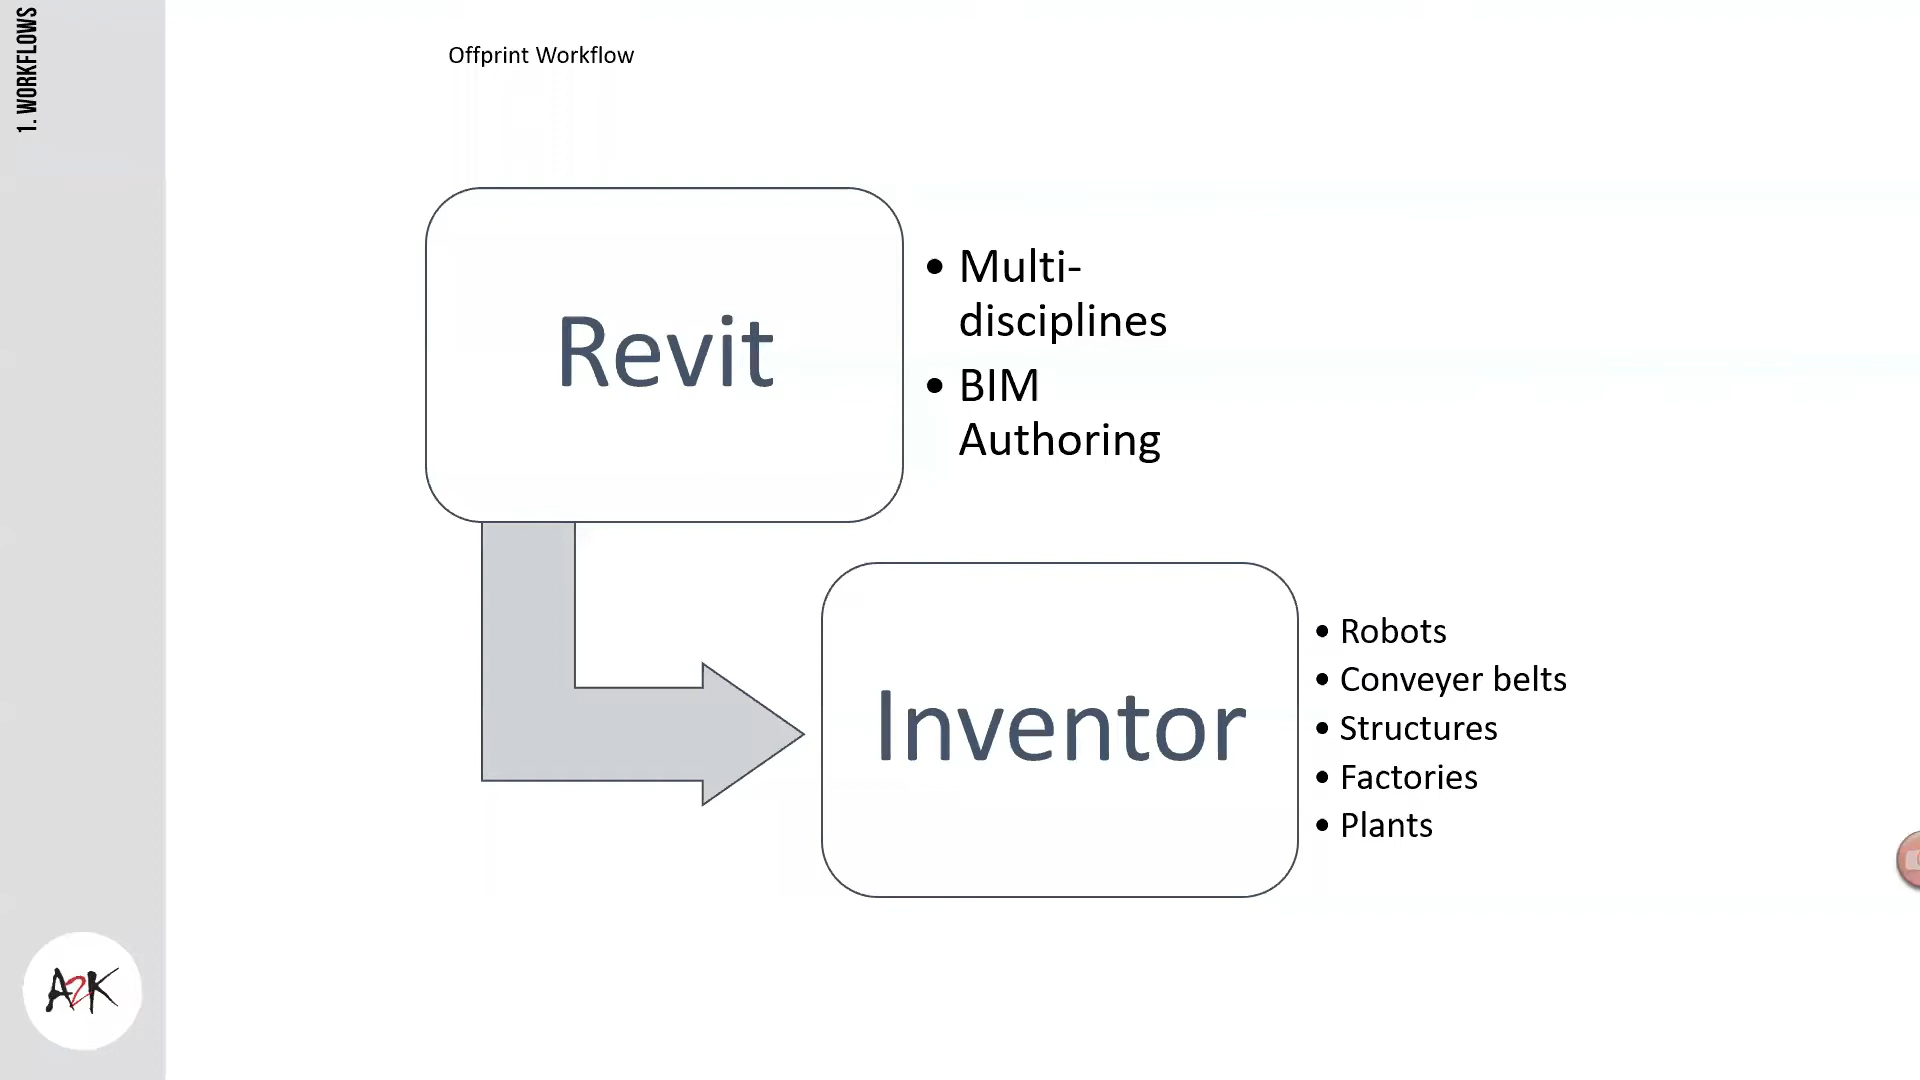 1. WORKFLOWS
Offprint Workflow
Revit
• Multi-
disciplines
• BIM
Authoring
Inventor
• Robots
• Conveyer belts
• Structures
• Factories
• Plants
A2K